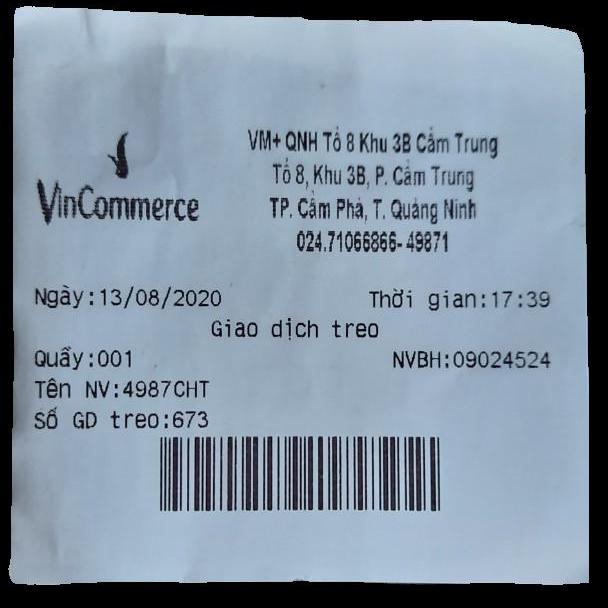 VM+ QNH Tổ 8 Khu 3B Cẩm Trung
Tổ 8, Khu 3B, P. Cẩm Trung
VinCommerce
TP. Cẩm Phả, T. Quảng Ninh
024.71066866-49871
Ngày:13/08/2020 Thời gian:17:39
Giao dịch treo
Quầy:001 NVBH:09024524
Tên NV:4987CHT
Số GD treo:673